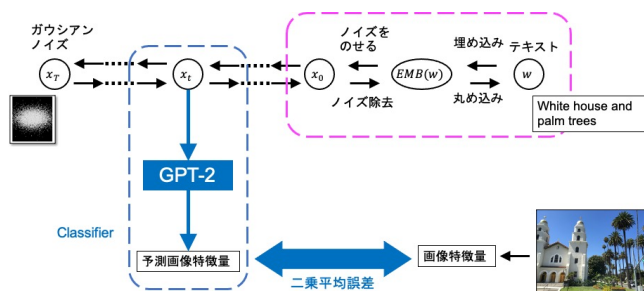 ガウシアン
ノイズ
x_T
x_t
x_0
ノイズを
のせる
ノイズ除去
EMB(w)
埋め込み
丸め込み
テキスト
w
White house and
palm trees
GPT-2
Classifier
予測画像特徴量
二乗平均誤差
画像特徴量